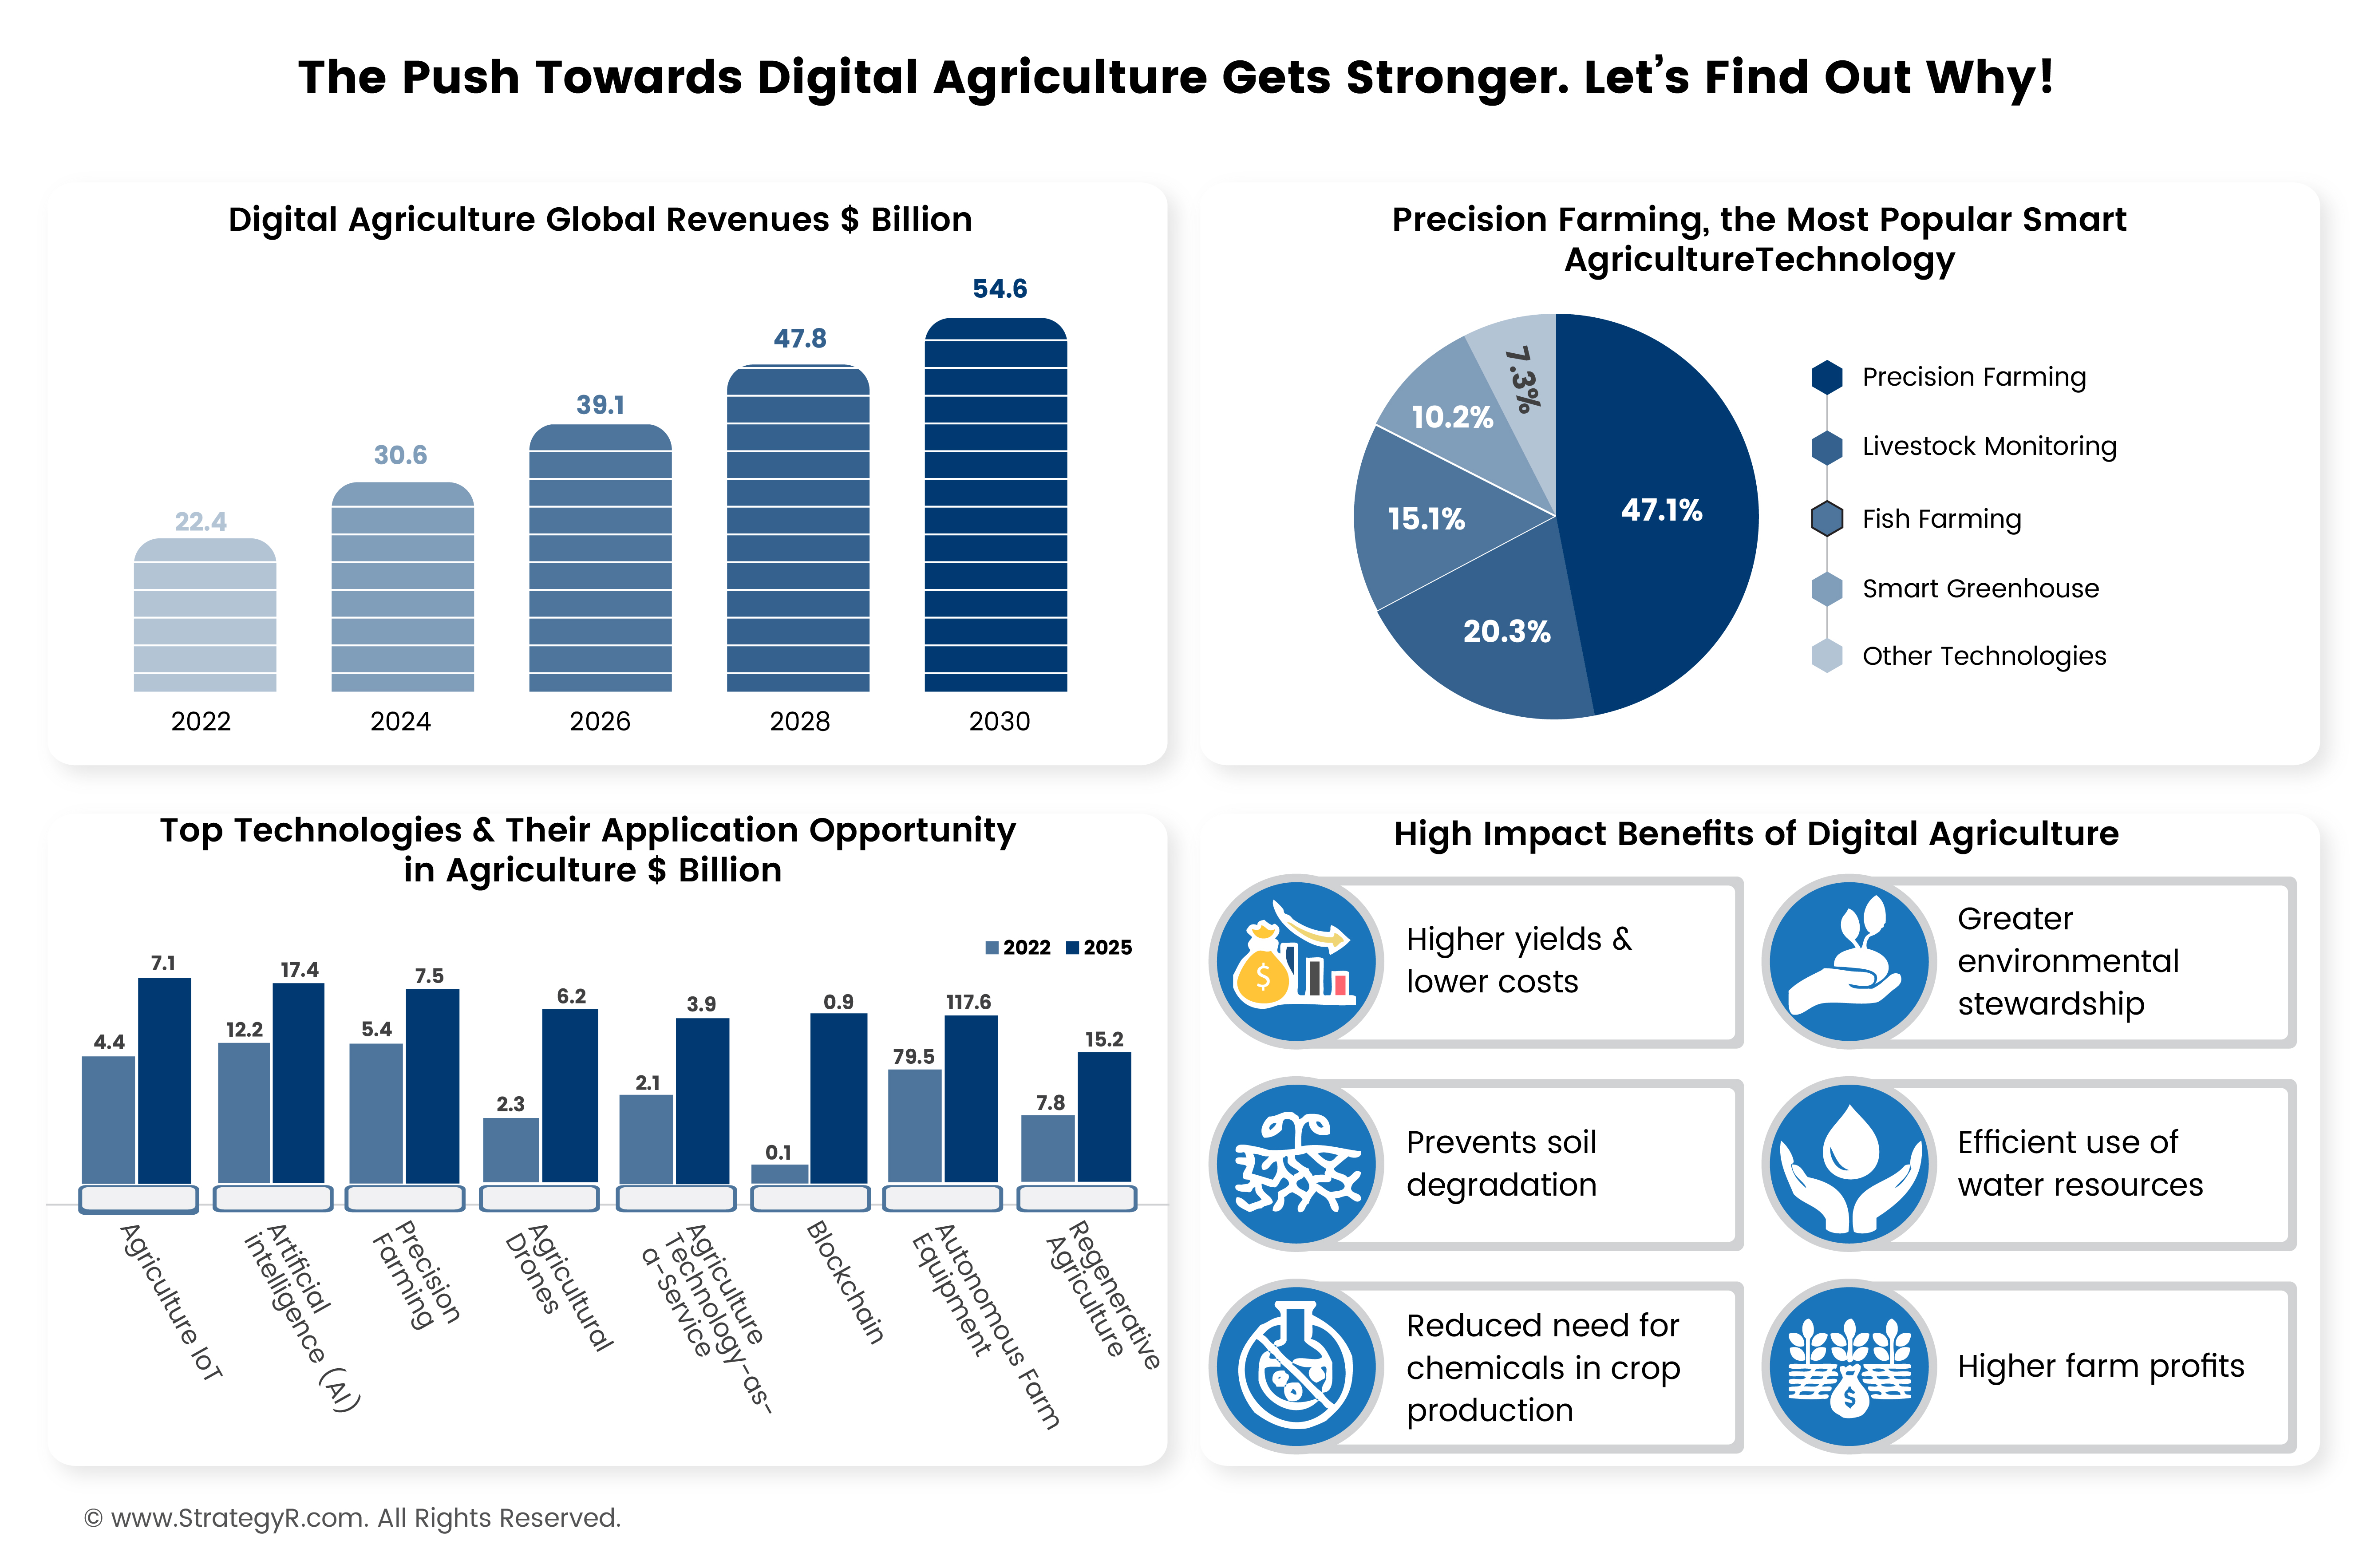 The Push Towards Digital Agriculture Gets Stronger. Let's Find Out Why!
Digital Agriculture Global Revenues $ Billion
54.6
47.8
39.1
30.6
22.4
2022 2024 2026 2028 2030
Precision Farming, the Most Popular Smart
AgricultureTechnology
7.3%
10.2%
47.1%
15.1%
20.3%
Precision Farming
Livestock Monitoring
Fish Farming
Smart Greenhouse
Other Technologies
Top Technologies & Their Application Opportunity
in Agriculture $ Billion
2022 2025
4.4 7.1
12.2 17.4
5.4 7.5
2.3 6.2
2.1 3.9
0.1 0.9
79.5 117.6
7.8 15.2
Agriculture IoT
Artificial
intelligence (AI)
Precision
Farming
Agricultural
Drones
Agriculture
Technology-as-
a-Service
Blockchain
Autonomous Farm
Equipment
Regenerative
Agriculture
High Impact Benefits of Digital Agriculture
$
Higher yields &
lower costs
Greater
environmental
stewardship
Prevents soil
degradation
Efficient use of
water resources
Reduced need for
chemicals in crop
production
$
Higher farm profits
© www.StrategyR.com. All Rights Reserved.